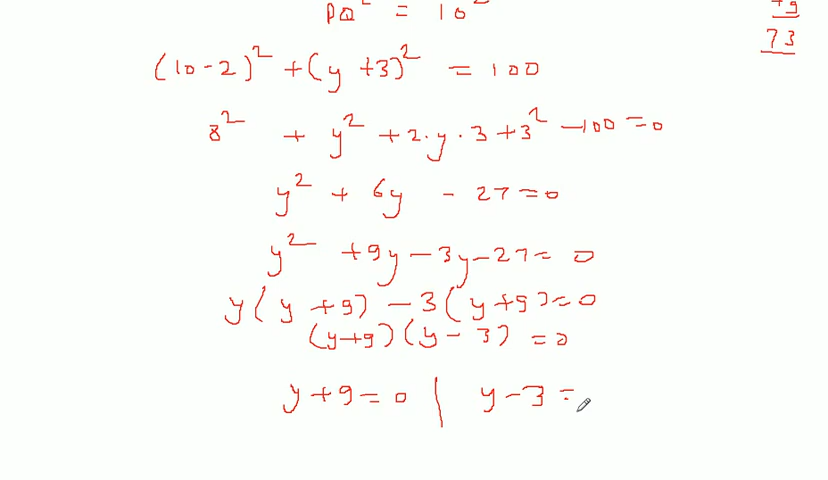 PQ² = 10²
+9
73
(10-2)² + (y +3)² = 100
8² + y² + 2·y·3 + 3² - 100 = 0
y² + 6y - 27 = 0
y² + 9y - 3y - 27 = 0
y(y +9) - 3(y+9) = 0
(y+9)(y-3) = 0
y+9=0 | y-3 =